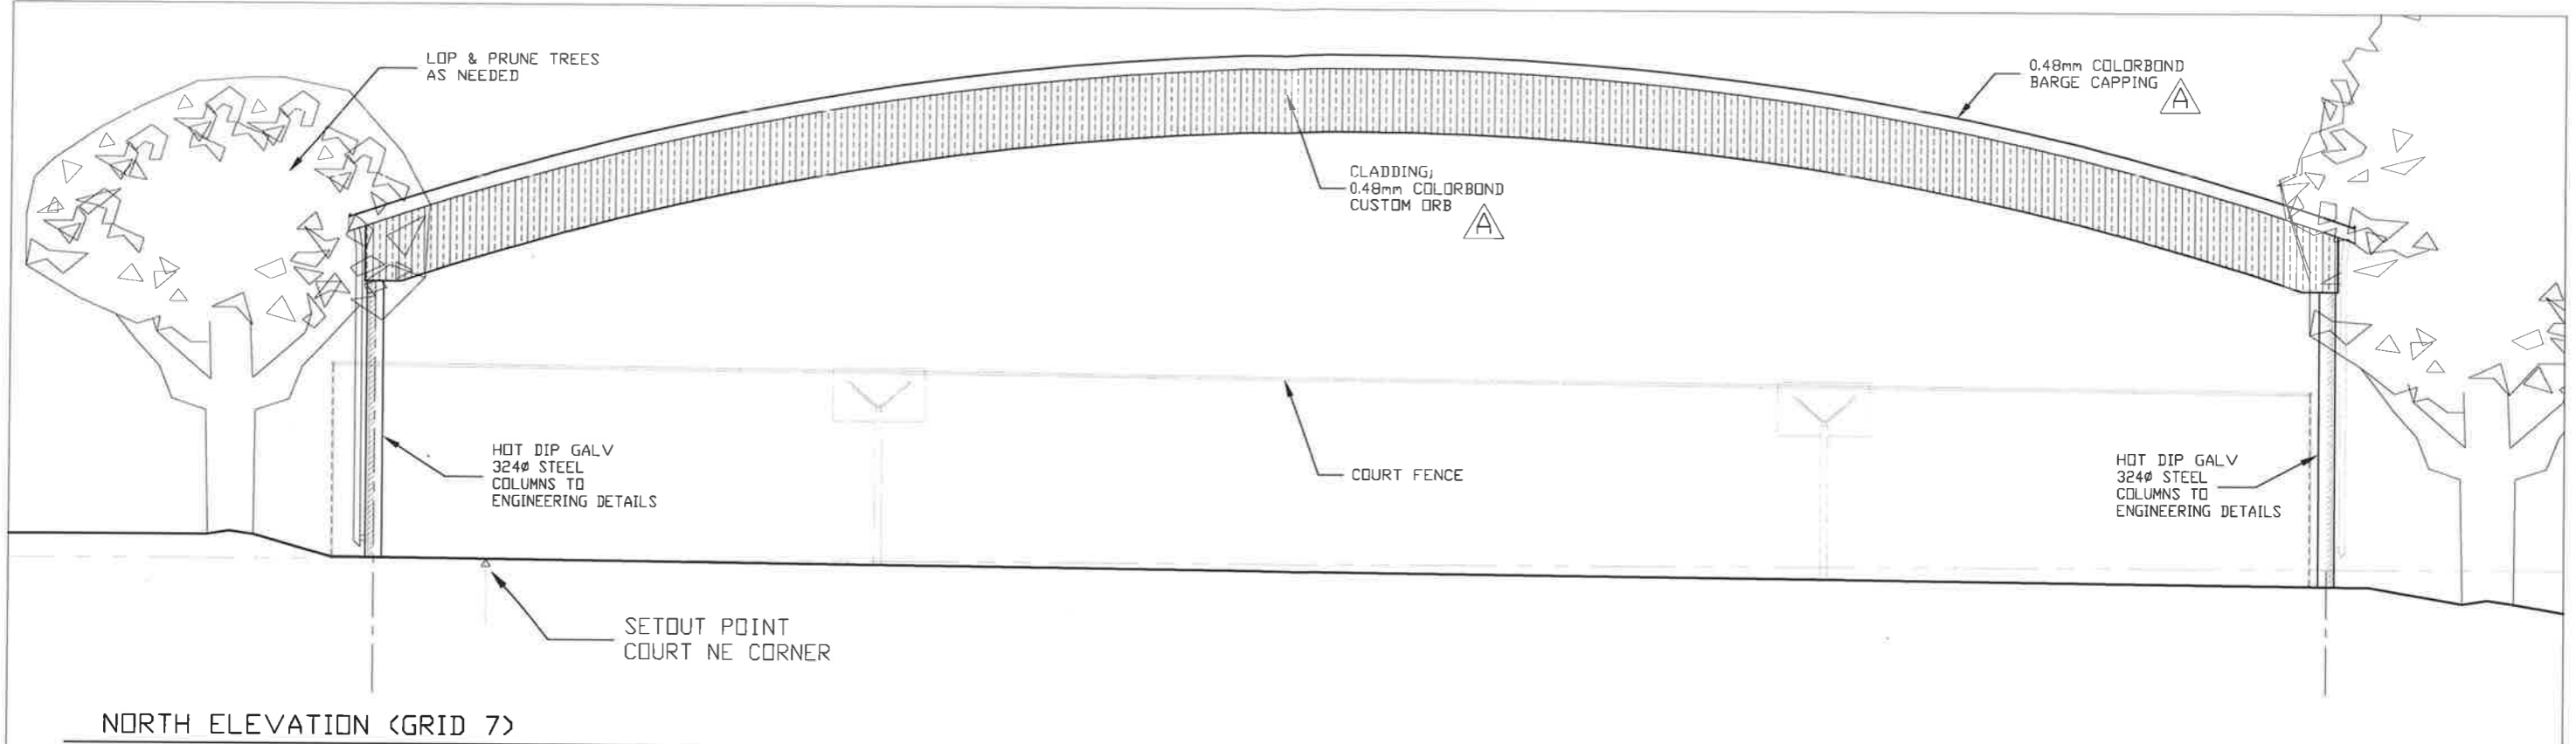 LOP & PRUNE TREES
AS NEEDED
0.48mm COLORBOND
BARGE CAPPING
A
CLADDING;
0.48mm COLORBOND
CUSTOM ORB
A
HOT DIP GALV
324ø STEEL
COLUMNS TO
ENGINEERING DETAILS
COURT FENCE
HOT DIP GALV
324ø STEEL
COLUMNS TO
ENGINEERING DETAILS
SETOUT POINT
COURT NE CORNER
NORTH ELEVATION (GRID 7)